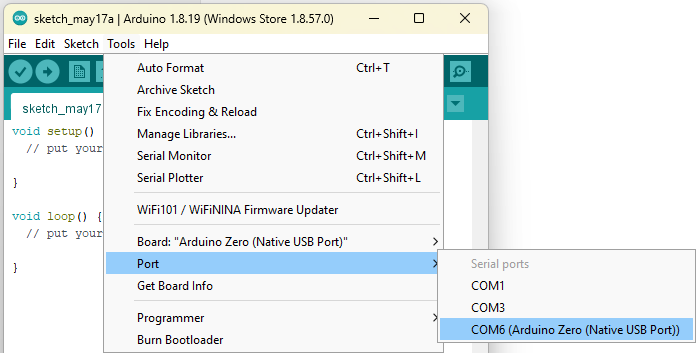 sketch_may17a | Arduino 1.8.19 (Windows Store 1.8.57.0)
File Edit Sketch Tools Help
sketch_may17
void setup()
// put your
}
void loop() {
// put your
}
Auto Format Ctrl+T
Archive Sketch
Fix Encoding & Reload
Manage Libraries... Ctrl+Shift+I
Serial Monitor Ctrl+Shift+M
Serial Plotter Ctrl+Shift+L
WiFi101 / WiFiNINA Firmware Updater
Board: "Arduino Zero (Native USB Port)"
Port
Get Board Info
Programmer
Burn Bootloader
Serial ports
COM1
COM3
COM6 (Arduino Zero (Native USB Port))